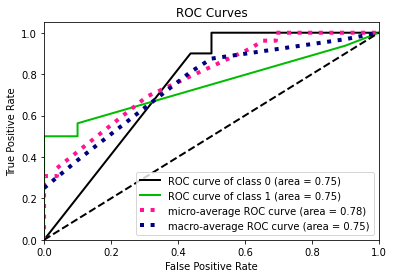 ROC Curves
True Positive Rate
1.0
0.8
0.6
0.4
0.2
0.0
ROC curve of class 0 (area = 0.75)
ROC curve of class 1 (area = 0.75)
micro-average ROC curve (area = 0.78)
macro-average ROC curve (area = 0.75)
0.0 0.2 0.4 0.6 0.8 1.0
False Positive Rate